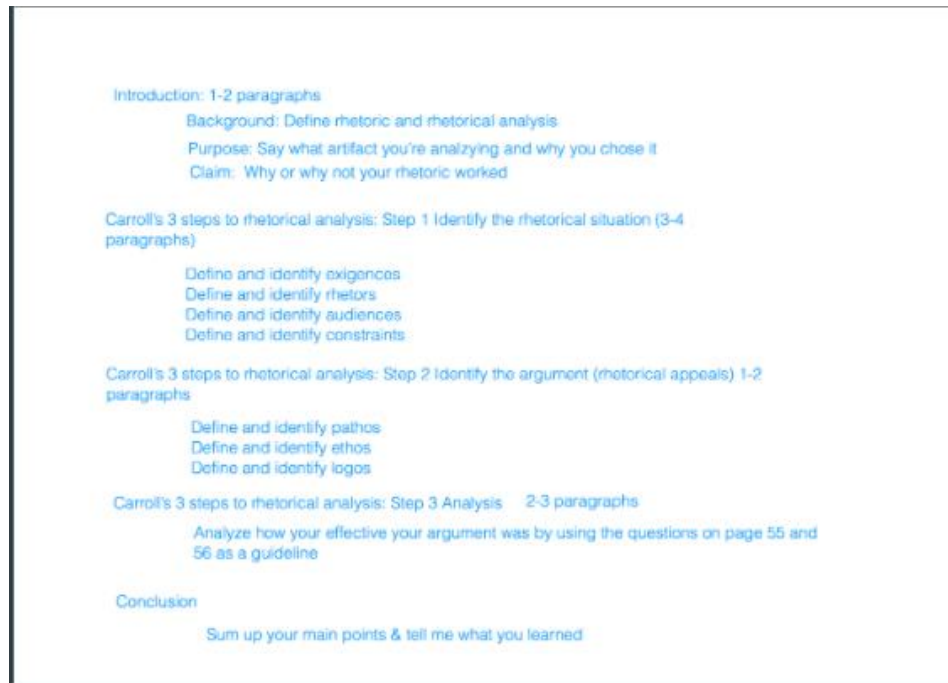 Introduction: 1-2 paragraphs
Background: Define rhetoric and rhetorical analysis
Purpose: Say what artifact you're analzying and why you chose it
Claim: Why or why not your rhetoric worked
Carroll's 3 steps to rhetorical analysis: Step 1 Identify the rhetorical situation (3-4
paragraphs)
Define and identify exigences
Define and identify rhetors
Define and identify audiences
Define and identify constraints
Carroll's 3 steps to rhetorical analysis: Step 2 Identify the argument (rhetorical appeals) 1-2
paragraphs
Define and identify pathos
Define and identify ethos
Define and identify logos
Carroll's 3 steps to rhetorical analysis: Step 3 Analysis 2-3 paragraphs
Analyze how your effective your argument was by using the questions on page 55 and
56 as a guideline
Conclusion
Sum up your main points & tell me what you learned